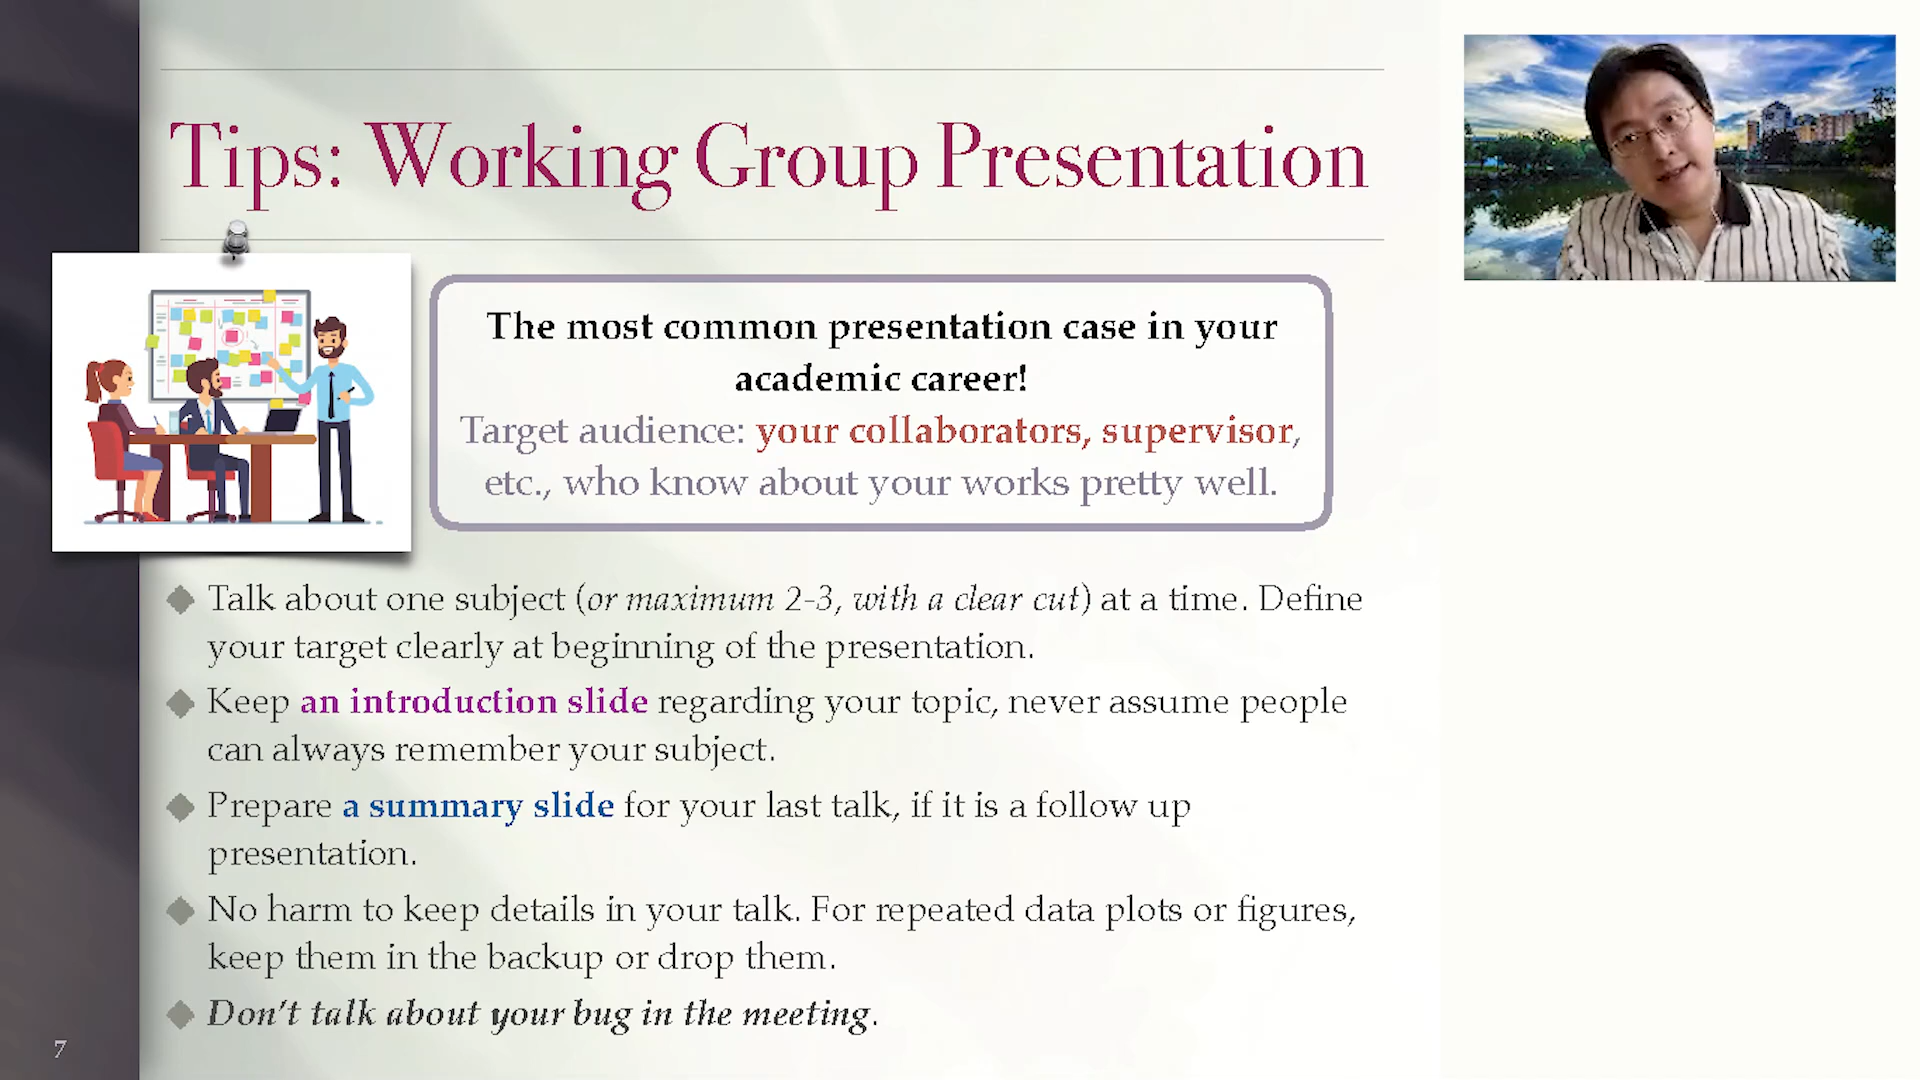 Tips: Working Group Presentation
The most common presentation case in your
academic career!
Target audience: your collaborators, supervisor,
etc., who know about your works pretty well.
Talk about one subject (or maximum 2-3, with a clear cut) at a time. Define
your target clearly at beginning of the presentation.
Keep an introduction slide regarding your topic, never assume people
can always remember your subject.
Prepare a summary slide for your last talk, if it is a follow up
presentation.
No harm to keep details in your talk. For repeated data plots or figures,
keep them in the backup or drop them.
Don't talk about your bug in the meeting.
7